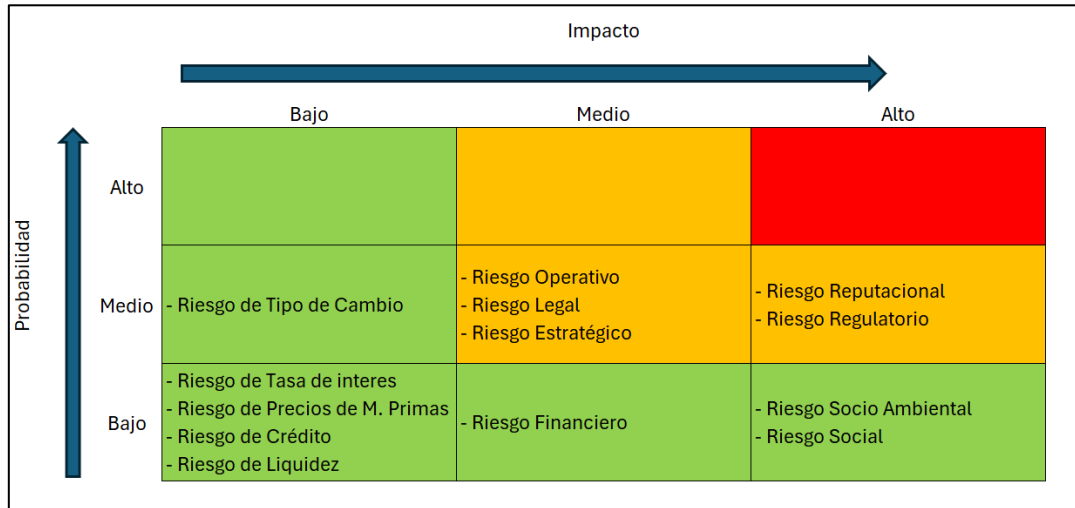 Impacto
Bajo
Medio
Alto
Probabilidad
Alto
Medio
- Riesgo de Tipo de Cambio
- Riesgo Operativo
- Riesgo Legal
- Riesgo Estratégico
- Riesgo Reputacional
- Riesgo Regulatorio
Bajo
- Riesgo de Tasa de interes
- Riesgo de Precios de M. Primas
- Riesgo de Crédito
- Riesgo de Liquidez
- Riesgo Financiero
- Riesgo Socio Ambiental
- Riesgo Social